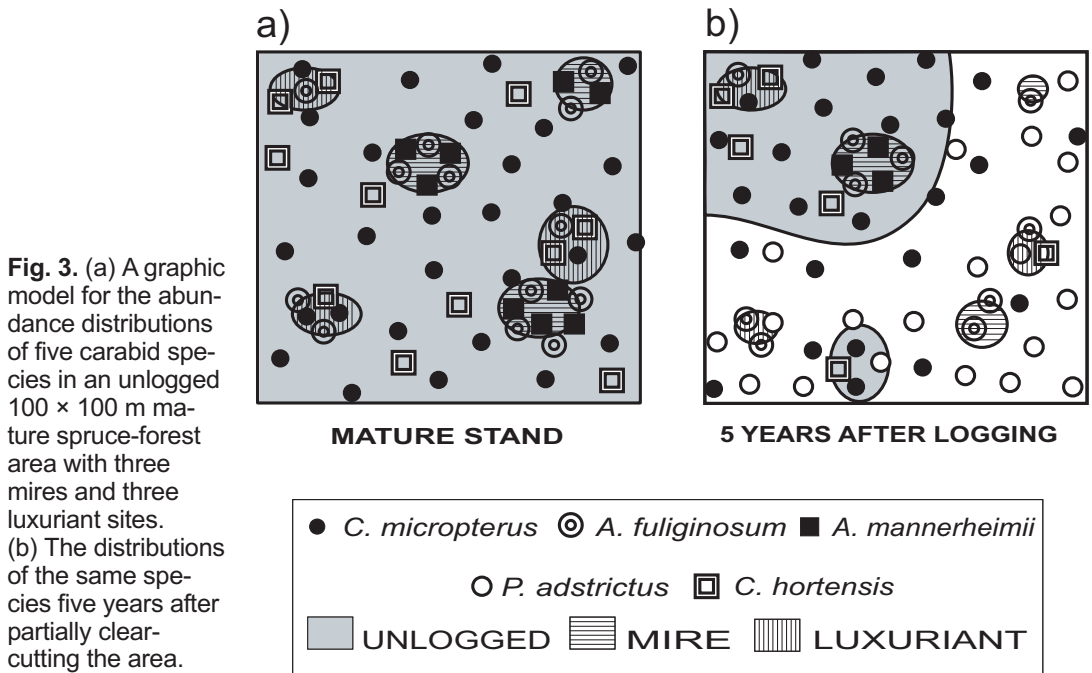 a)
b)
Fig. 3. (a) A graphic
model for the abun-
dance distributions
of five carabid spe-
cies in an unlogged
100 × 100 m ma-
ture spruce-forest
area with three
mires and three
luxuriant sites.
(b) The distributions
of the same spe-
cies five years after
partially clear-
cutting the area.
MATURE STAND
5 YEARS AFTER LOGGING
C. micropterus A. fuliginosum A. mannerheimii
P. adstrictus C. hortensis
UNLOGGED MIRE LUXURIANT